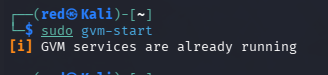 ┌──(red㉿Kali)-[~]
└─$ sudo gvm-start
[i] GVM services are already running